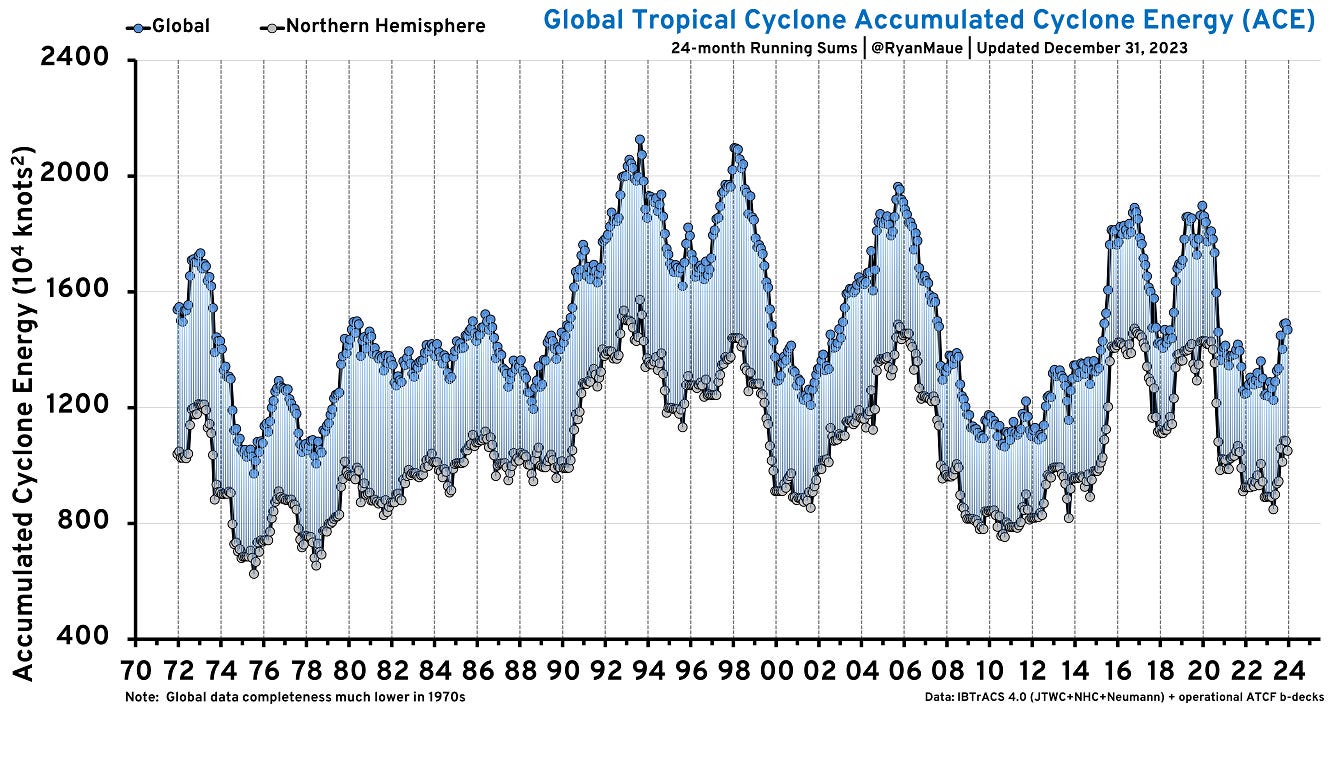 Global Tropical Cyclone Accumulated Cyclone Energy (ACE)
Global
Northern Hemisphere
24-month Running Sums | @RyanMaue | Updated December 31, 2023
Accumulated Cyclone Energy (10⁴ knots²)
2400
2000
1600
1200
800
400
70 72 74 76 78 80 82 84 86 88 90 92 94 96 98 00 02 04 06 08 10 12 14 16 18 20 22 24
Note: Global data completeness much lower in 1970s
Data: IBTrACS 4.0 (JTWC+NHC+Neumann) + operational ATCF b-decks